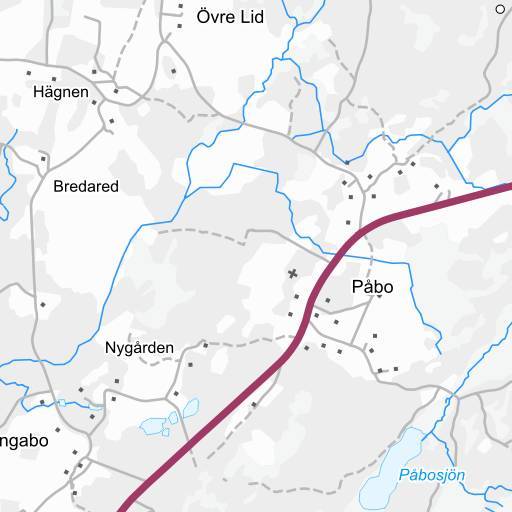 Övre Lid
Hägnen
Bredared
Påbo
Nygården
ngabo
Påbosjön